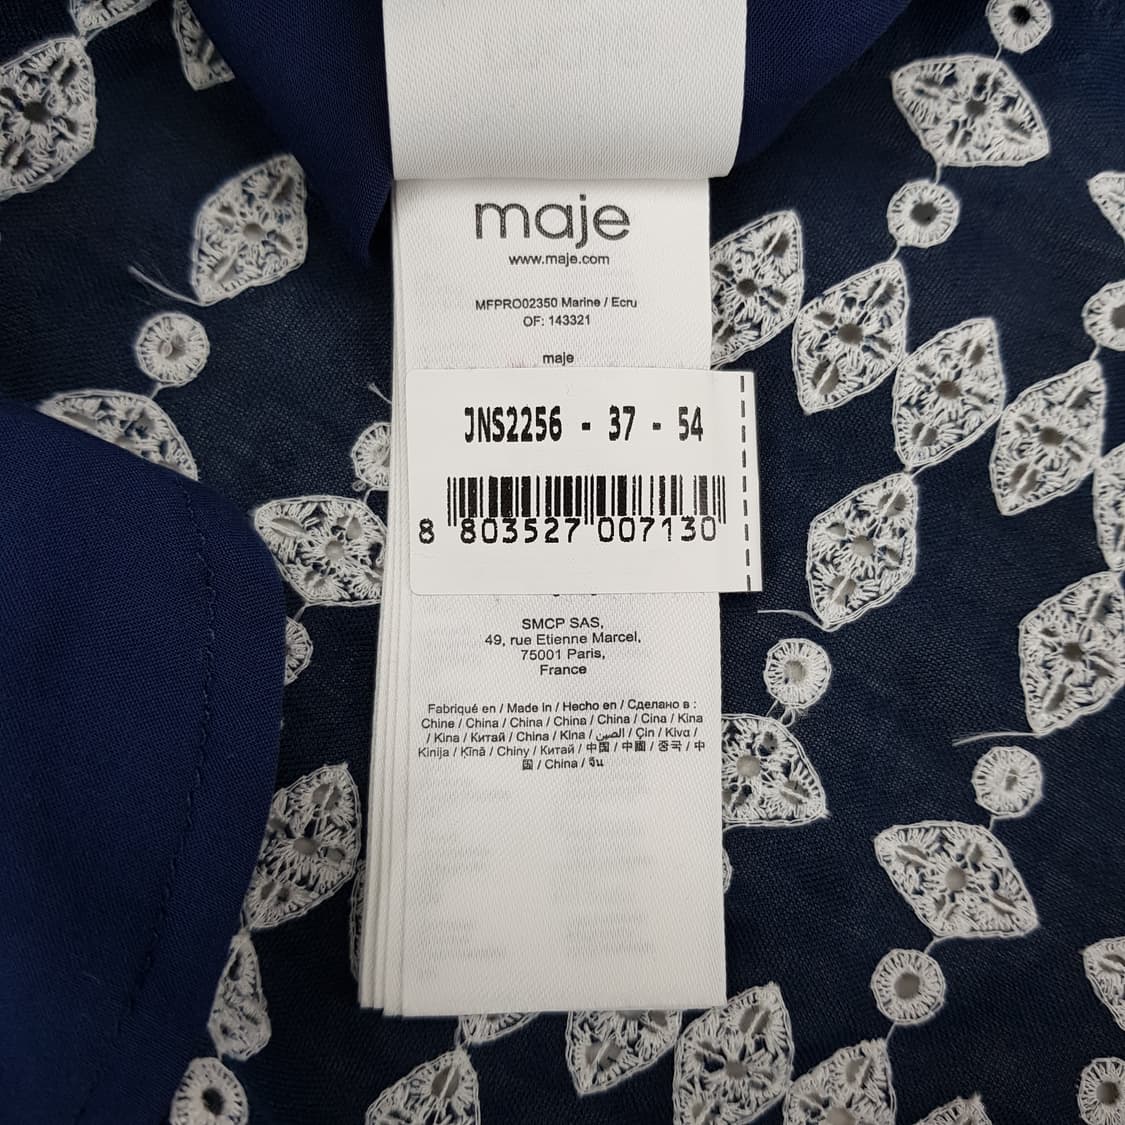 maje
www.maje.com
MFPRO02350 Marine / Ecru
OF: 143321
maje
JNS2256 - 37 - 54
8 803527 007130
SMCP SAS,
49, rue Etienne Marcel,
75001 Paris,
France
Fabriqué en / Made in / Hecho en / Сделано в :
Chine / China / China / China / China / Cina / Kina
/ Kina / Китай / China / Kina / الصين / Çin / Kiva /
Kinija / Ķīnā / Chiny / Китай / 中国 / 中國 / 중국 / 中
国 / China / จีน